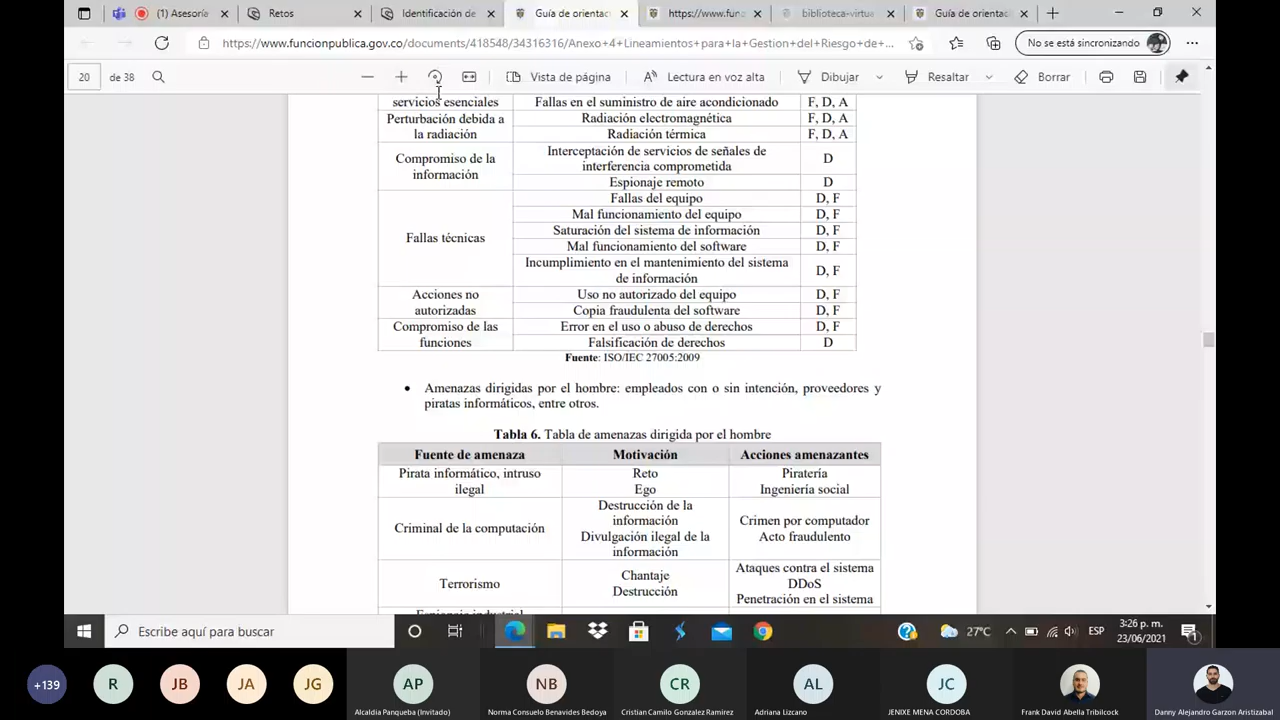 (1) Asesoría
Retos
Identificación de
Guía de orientac
https://www.func
biblioteca-virtua
Guía de orientaci
https://www.funcionpublica.gov.co/documents/418548/34316316/Anexo+4+Lineamientos+para+la+Gestion+del+Riesgo+de+...
No se está sincronizando
20 de 38
Vista de página
Lectura en voz alta
Dibujar
Resaltar
Borrar
servicios esenciales Fallas en el suministro de aire acondicionado F, D, A
Perturbación debida a
la radiación
Radiación electromagnética F, D, A
Radiación térmica F, D, A
Compromiso de la
información
Interceptación de servicios de señales de
interferencia comprometida
D
Espionaje remoto D
Fallas técnicas
Fallas del equipo D, F
Mal funcionamiento del equipo D, F
Saturación del sistema de información D, F
Mal funcionamiento del software D, F
Incumplimiento en el mantenimiento del sistema
de información
D, F
Acciones no
autorizadas
Uso no autorizado del equipo D, F
Copia fraudulenta del software D, F
Compromiso de las
funciones
Error en el uso o abuso de derechos D, F
Falsificación de derechos D
Fuente: ISO/IEC 27005:2009
• Amenazas dirigidas por el hombre: empleados con o sin intención, proveedores y
piratas informáticos, entre otros.
Tabla 6. Tabla de amenazas dirigida por el hombre
Fuente de amenaza Motivación Acciones amenazantes
Pirata informático, intruso
ilegal
Reto
Ego
Piratería
Ingeniería social
Criminal de la computación
Destrucción de la
información
Divulgación ilegal de la
información
Crimen por computador
Acto fraudulento
Terrorismo
Chantaje
Destrucción
Ataques contra el sistema
DDoS
Penetración en el sistema
Espionaje industrial
Escribe aquí para buscar
27°C
ESP
3:26 p. m.
23/06/2021
1
+139
R
JB
JA
JG
AP
NB
CR
AL
JC
Alcaldia Panqueba (Invitado)
Norma Consuelo Benavides Bedoya
Cristian Camilo Gonzalez Ramirez
Adriana Lizcano
JENIXE MENA CORDOBA
Frank David Abella Tribilcock
Danny Alejandro Garzon Aristizabal